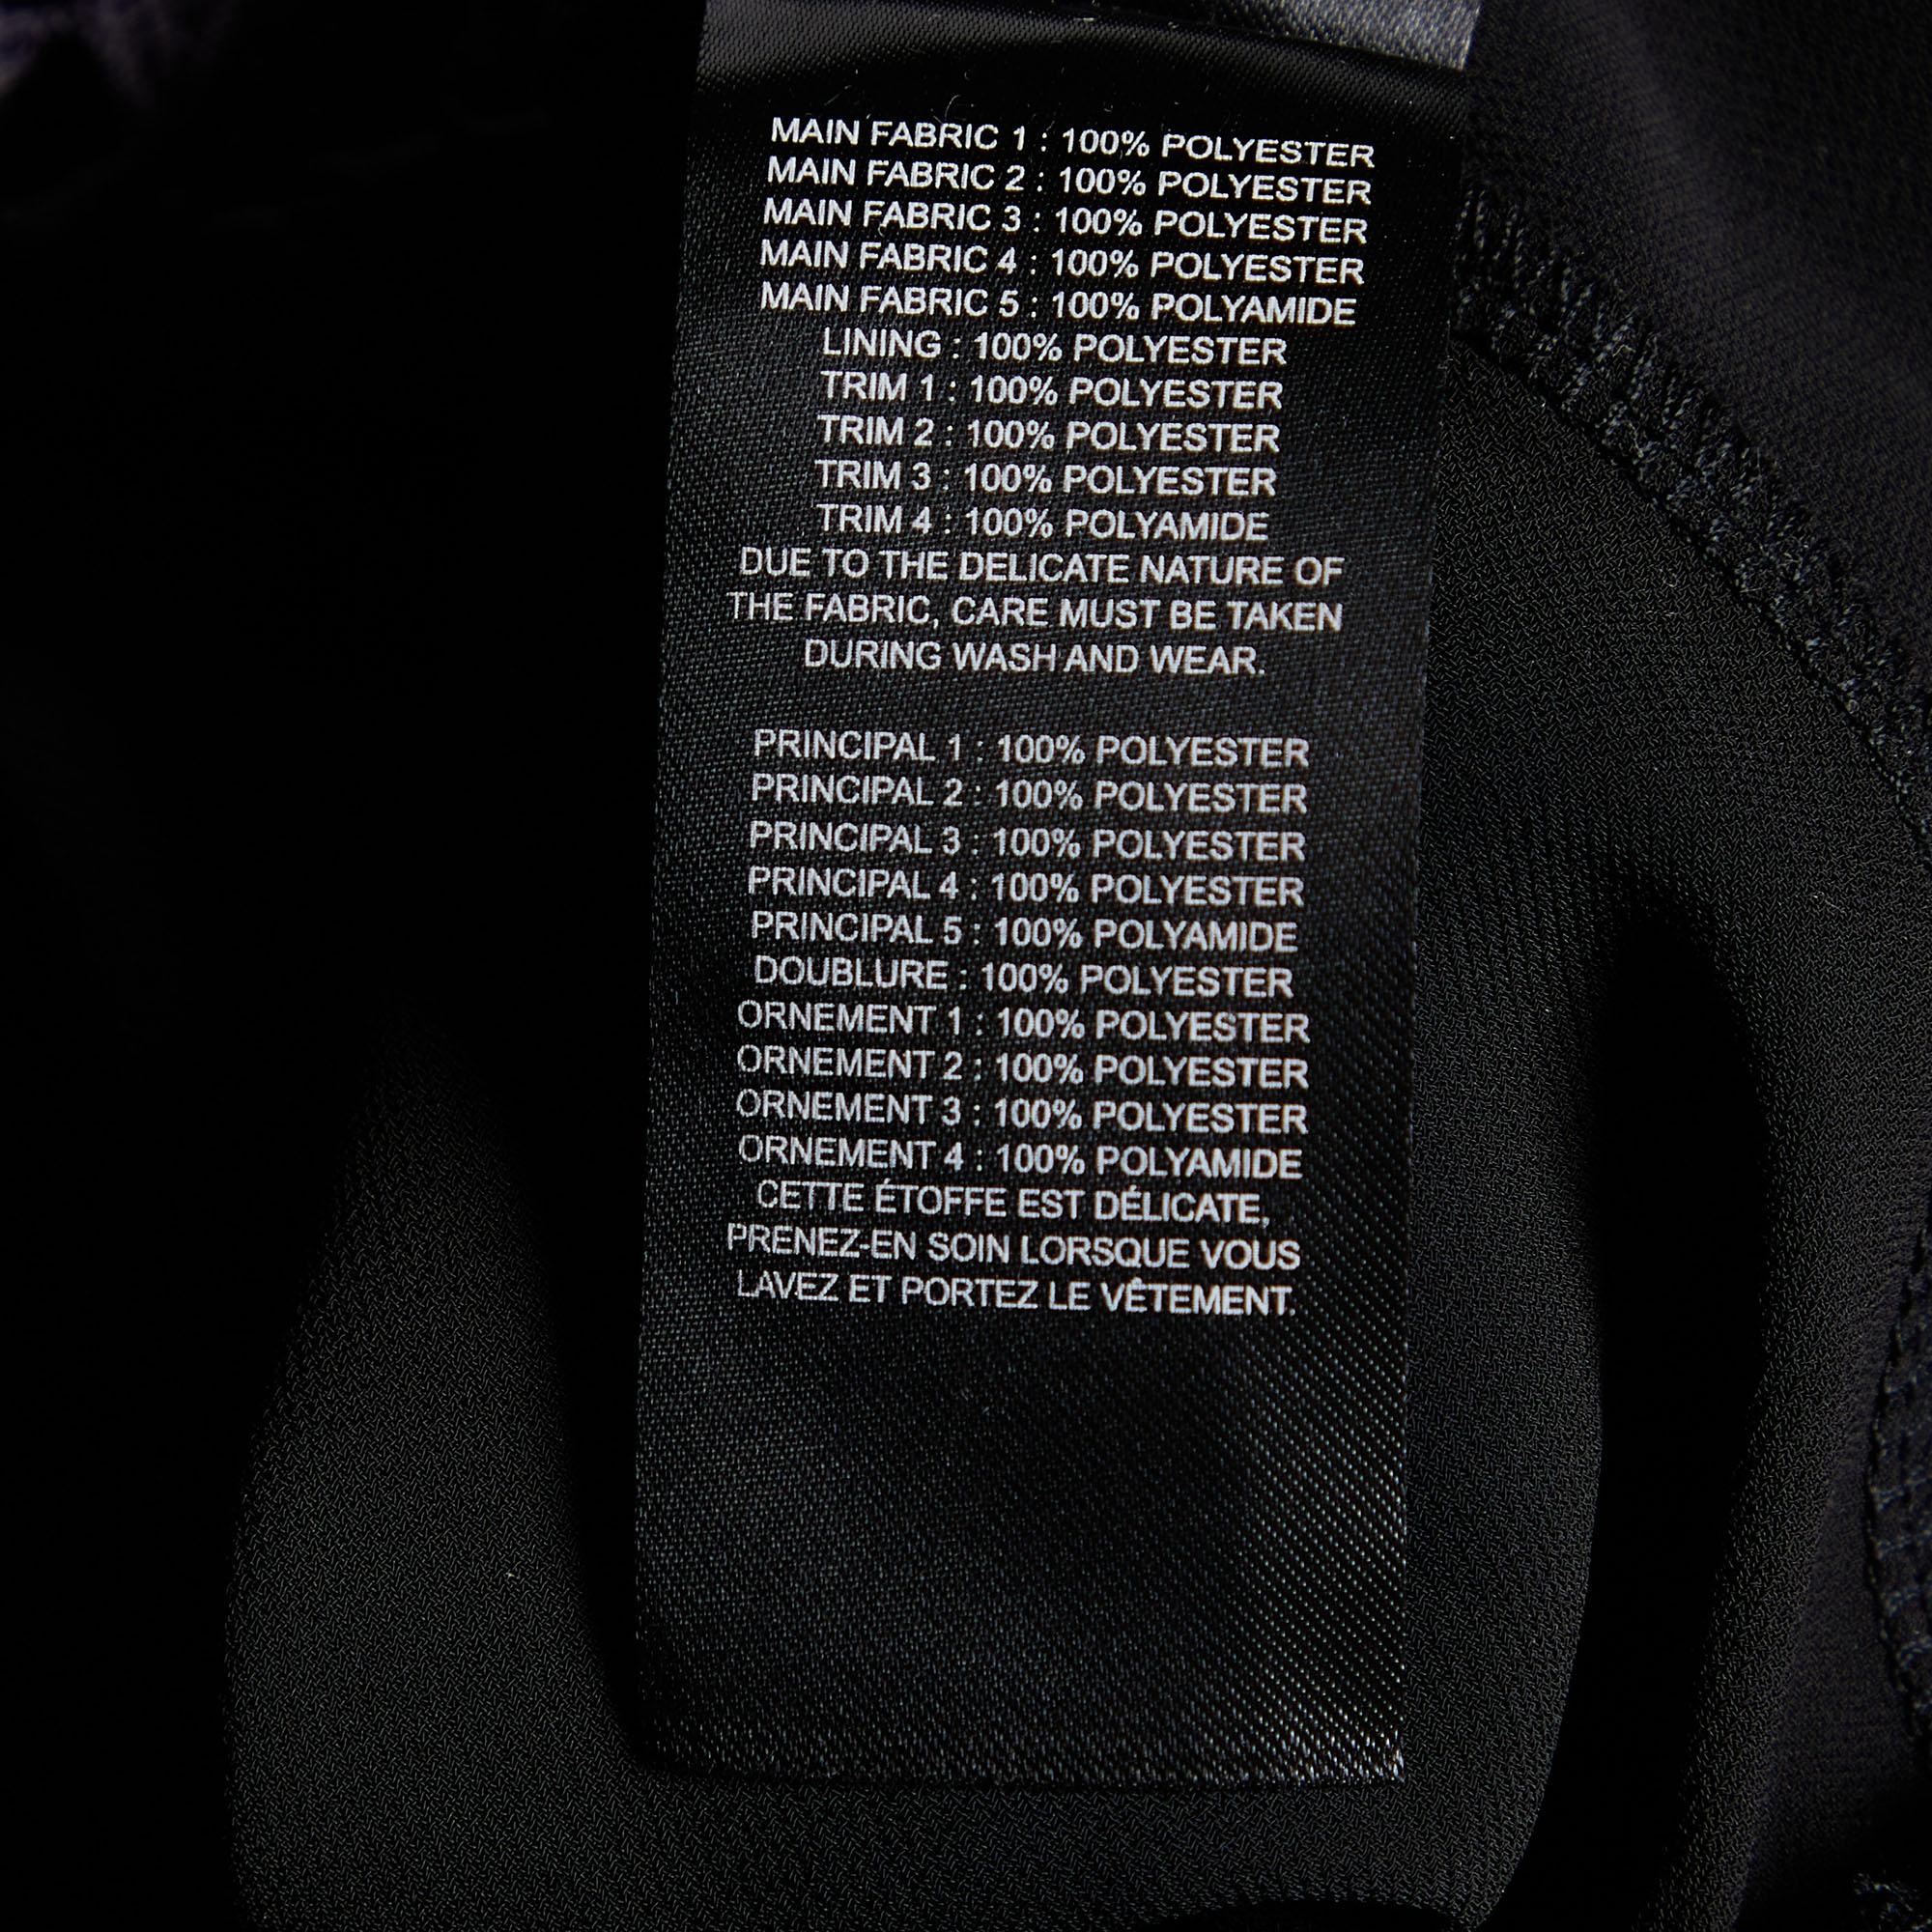 MAIN FABRIC 1 : 100% POLYESTER
MAIN FABRIC 2 : 100% POLYESTER
MAIN FABRIC 3 : 100% POLYESTER
MAIN FABRIC 4 : 100% POLYESTER
MAIN FABRIC 5 : 100% POLYAMIDE
LINING : 100% POLYESTER
TRIM 1 : 100% POLYESTER
TRIM 2 : 100% POLYESTER
TRIM 3 : 100% POLYESTER
TRIM 4 : 100% POLYAMIDE
DUE TO THE DELICATE NATURE OF
THE FABRIC, CARE MUST BE TAKEN
DURING WASH AND WEAR.
PRINCIPAL 1 : 100% POLYESTER
PRINCIPAL 2 : 100% POLYESTER
PRINCIPAL 3 : 100% POLYESTER
PRINCIPAL 4 : 100% POLYESTER
PRINCIPAL 5 : 100% POLYAMIDE
DOUBLURE : 100% POLYESTER
ORNEMENT 1 : 100% POLYESTER
ORNEMENT 2 : 100% POLYESTER
ORNEMENT 3 : 100% POLYESTER
ORNEMENT 4 : 100% POLYAMIDE
CETTE ÉTOFFE EST DÉLICATE,
PRENEZ-EN SOIN LORSQUE VOUS
LAVEZ ET PORTEZ LE VÊTEMENT.